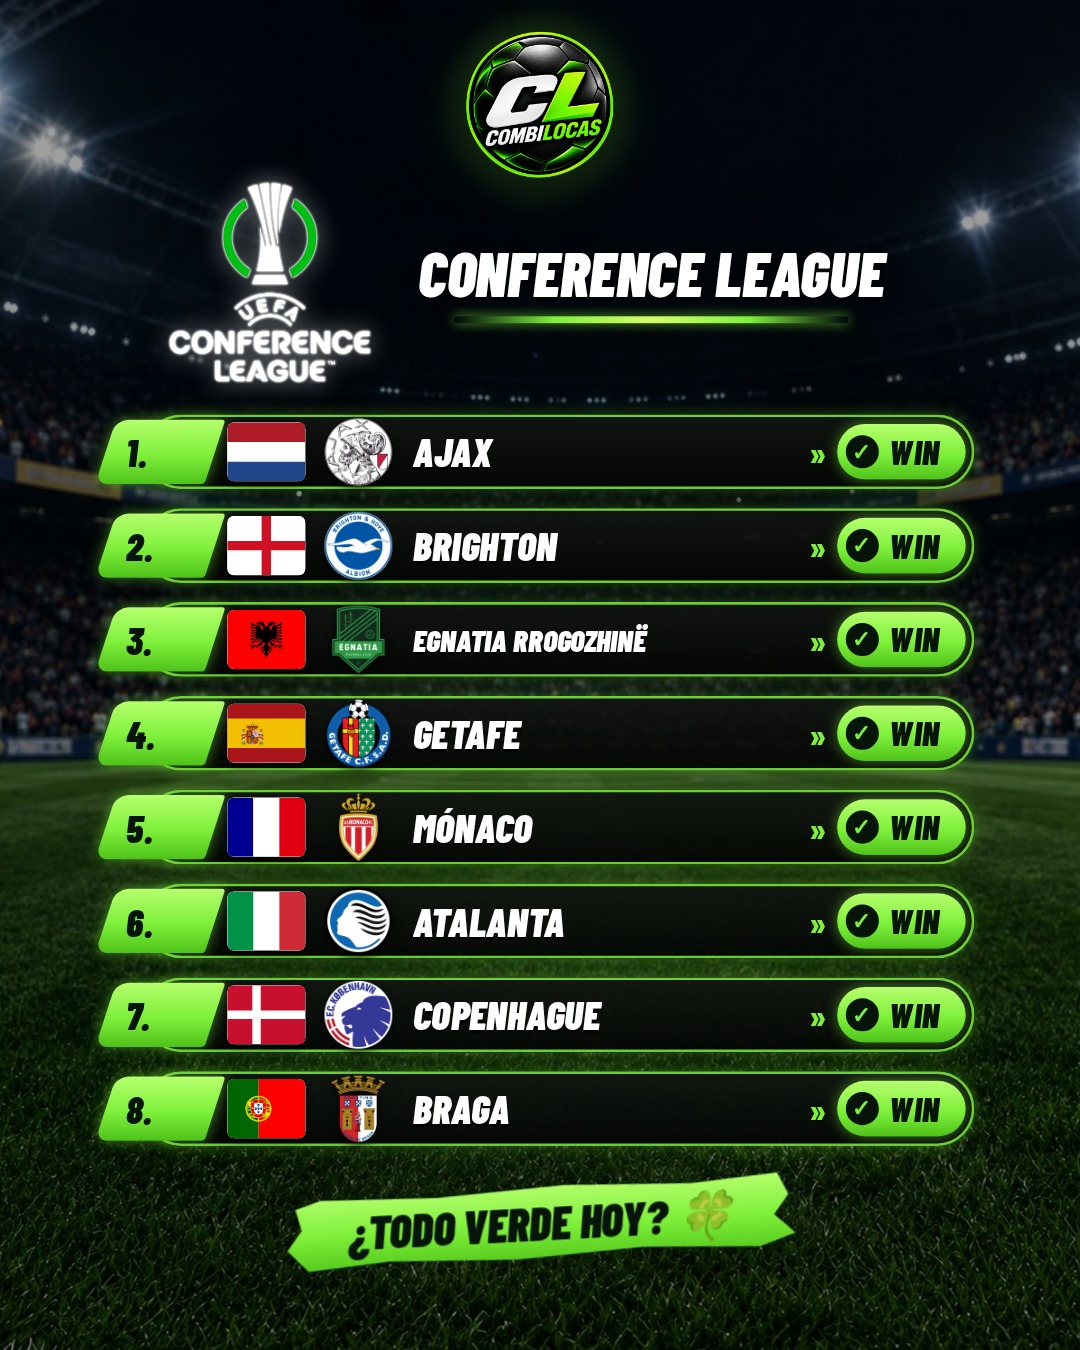 CL
COMBILOCAS
UEFA
CONFERENCE
LEAGUE™
CONFERENCE LEAGUE
1. AJAX » ✓ WIN
2. BRIGHTON & HOVE ALBION BRIGHTON » ✓ WIN
3. EGNATIA EGNATIA RROGOZHINË » ✓ WIN
4. GETAFE C.F. S.A.D. GETAFE » ✓ WIN
5. MÓNACO » ✓ WIN
6. ATALANTA » ✓ WIN
7. F.C. KØBENHAVN COPENHAGUE » ✓ WIN
8. BRAGA » ✓ WIN
¿TODO VERDE HOY? 🍀